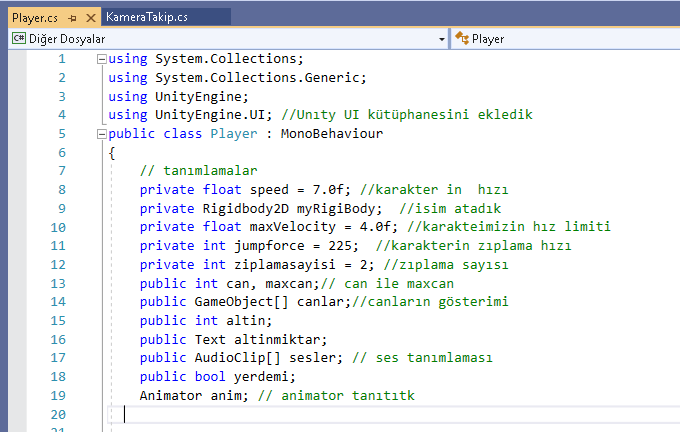 Player.cs KameraTakip.cs
C# Diğer Dosyalar Player
1 using System.Collections;
2 using System.Collections.Generic;
3 using UnityEngine;
4 using UnityEngine.UI; //Unıty UI kütüphanesini ekledik
5 public class Player : MonoBehaviour
6 {
7 // tanımlamalar
8 private float speed = 7.0f; //karakter in  hızı
9 private Rigidbody2D myRigiBody;  //isim atadık
10 private float maxVelocity = 4.0f; //karakteimizin hız limiti
11 private int jumpforce = 225;  //karakterin zıplama hızı
12 private int ziplamasayisi = 2; //zıplama sayısı
13 public int can, maxcan;// can ile maxcan
14 public GameObject[] canlar;//canların gösterimi
15 public int altin;
16 public Text altinmiktar;
17 public AudioClip[] sesler; // ses tanımlaması
18 public bool yerdemi;
19 Animator anim; // animator tanıtıtk
20